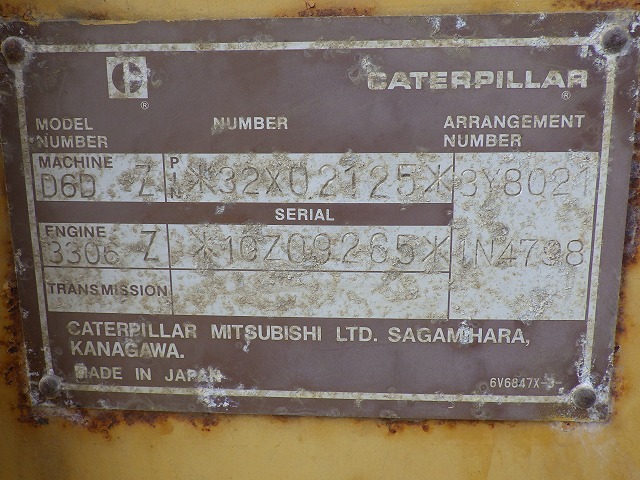 C ®
CATERPILLAR ®
MODEL NUMBER NUMBER ARRANGEMENT NUMBER
MACHINE P
D6D Z I N *32X02125* 3Y8021
SERIAL
ENGINE
3306 Z *10Z09265* 1N4798
TRANSMISSION
CATERPILLAR MITSUBISHI LTD. SAGAMIHARA,
KANAGAWA.
MADE IN JAPAN 6V6847X-3